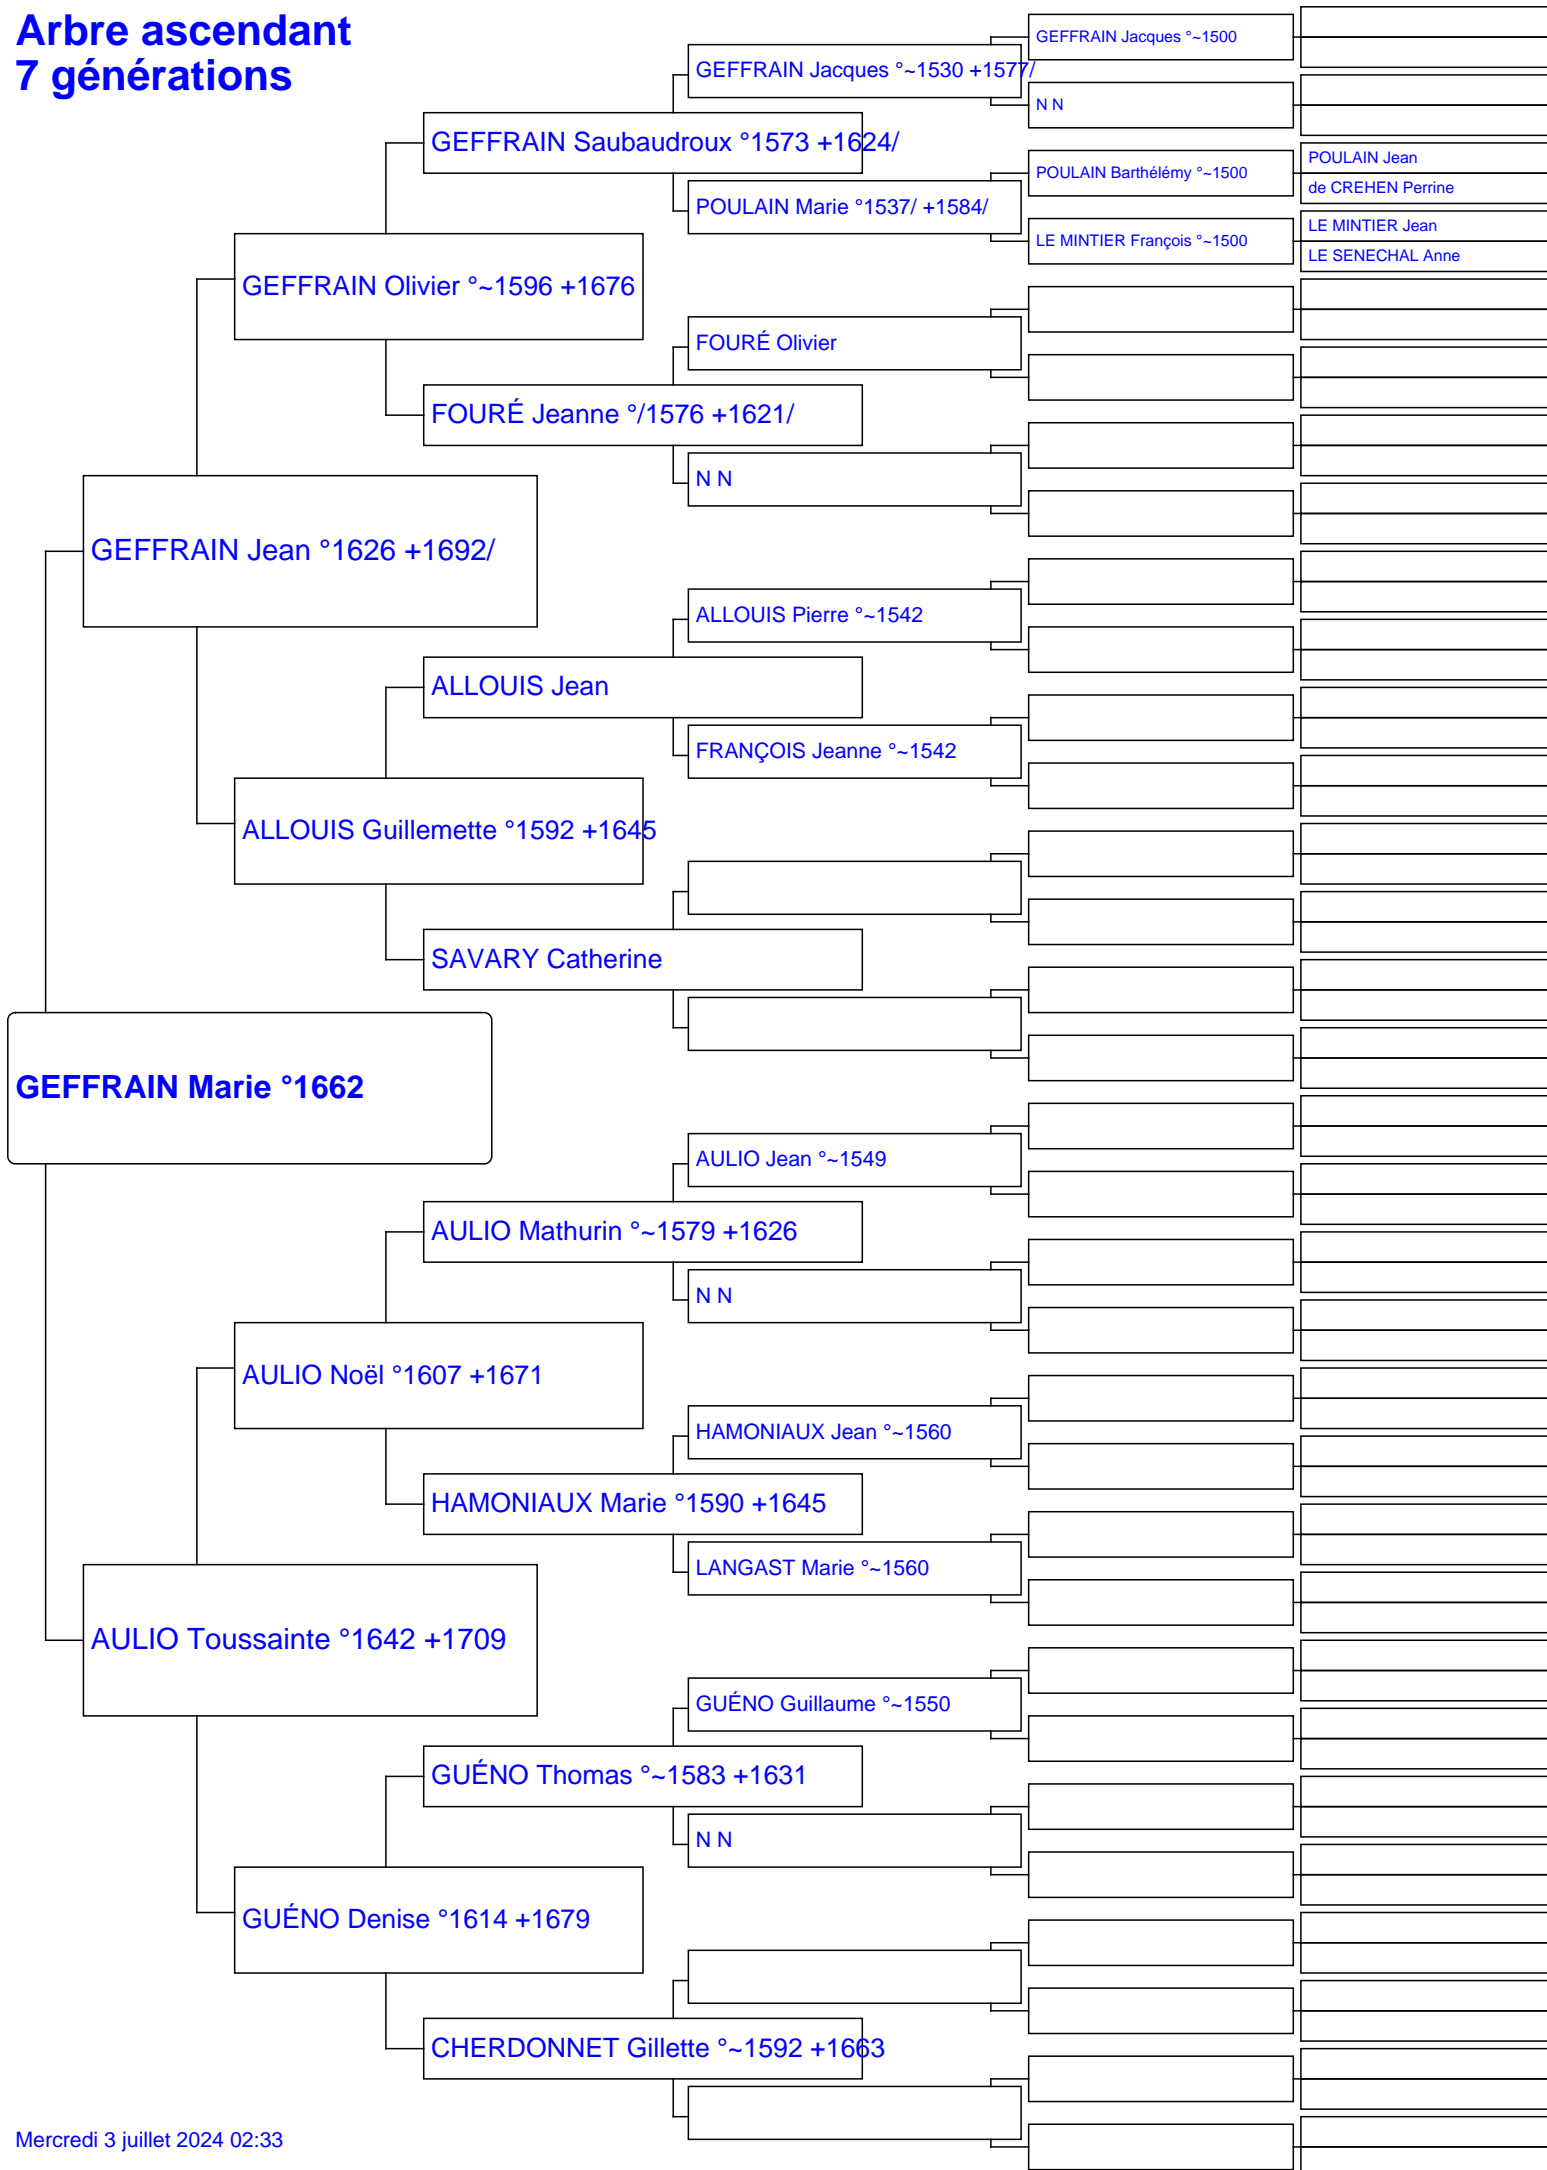 Arbre ascendant
7 générations
GEFFRAIN Jacques °~1500
GEFFRAIN Jacques °~1530 +1577/
N N
GEFFRAIN Saubaudroux °1573 +1624/
POULAIN Jean
POULAIN Barthélémy °~1500
de CREHEN Perrine
POULAIN Marie °1537/ +1584/
LE MINTIER Jean
LE MINTIER François °~1500
LE SENECHAL Anne
GEFFRAIN Olivier °~1596 +1676
FOURÉ Olivier
FOURÉ Jeanne °/1576 +1621/
N N
GEFFRAIN Jean °1626 +1692/
ALLOUIS Pierre °~1542
ALLOUIS Jean
FRANÇOIS Jeanne °~1542
ALLOUIS Guillemette °1592 +1645
SAVARY Catherine
GEFFRAIN Marie °1662
AULIO Jean °~1549
AULIO Mathurin °~1579 +1626
N N
AULIO Noël °1607 +1671
HAMONIAUX Jean °~1560
HAMONIAUX Marie °1590 +1645
LANGAST Marie °~1560
AULIO Toussainte °1642 +1709
GUÉNO Guillaume °~1550
GUÉNO Thomas °~1583 +1631
N N
GUÉNO Denise °1614 +1679
CHERDONNET Gillette °~1592 +1663
Mercredi 3 juillet 2024 02:33